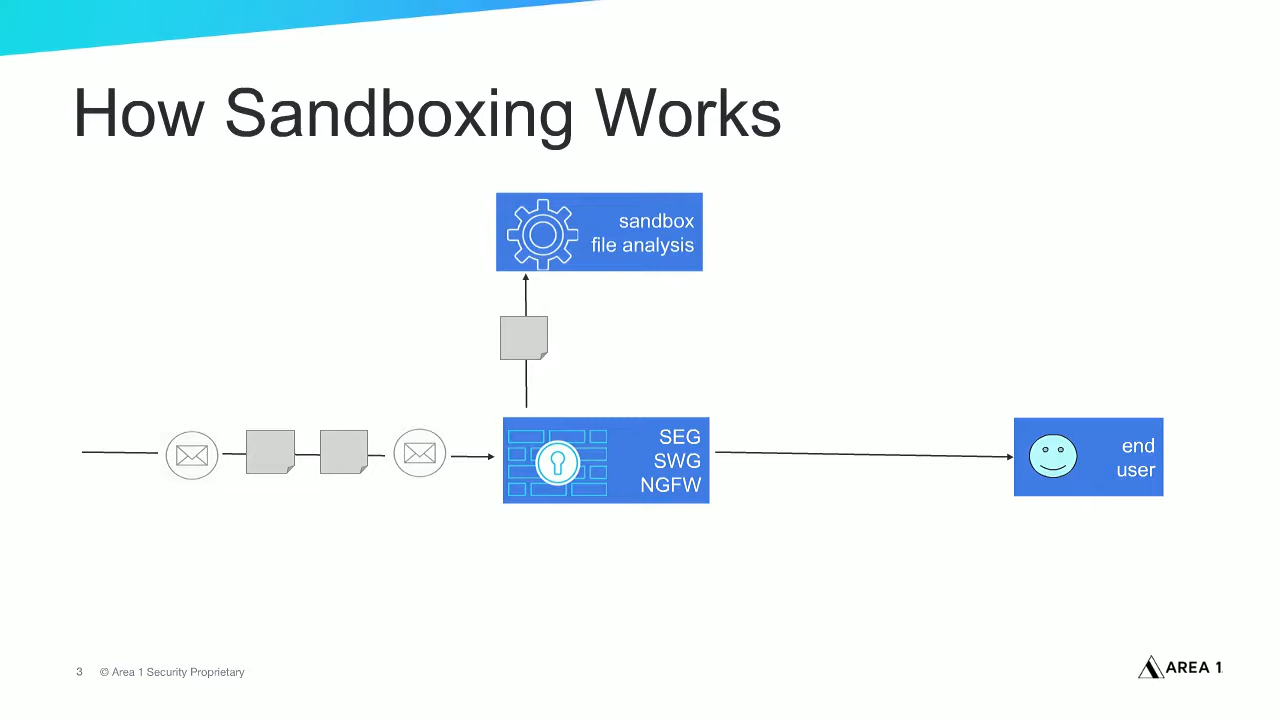 How Sandboxing Works
sandbox
file analysis
SEG
SWG
NGFW
end
user
3 © Area 1 Security Proprietary
AREA 1